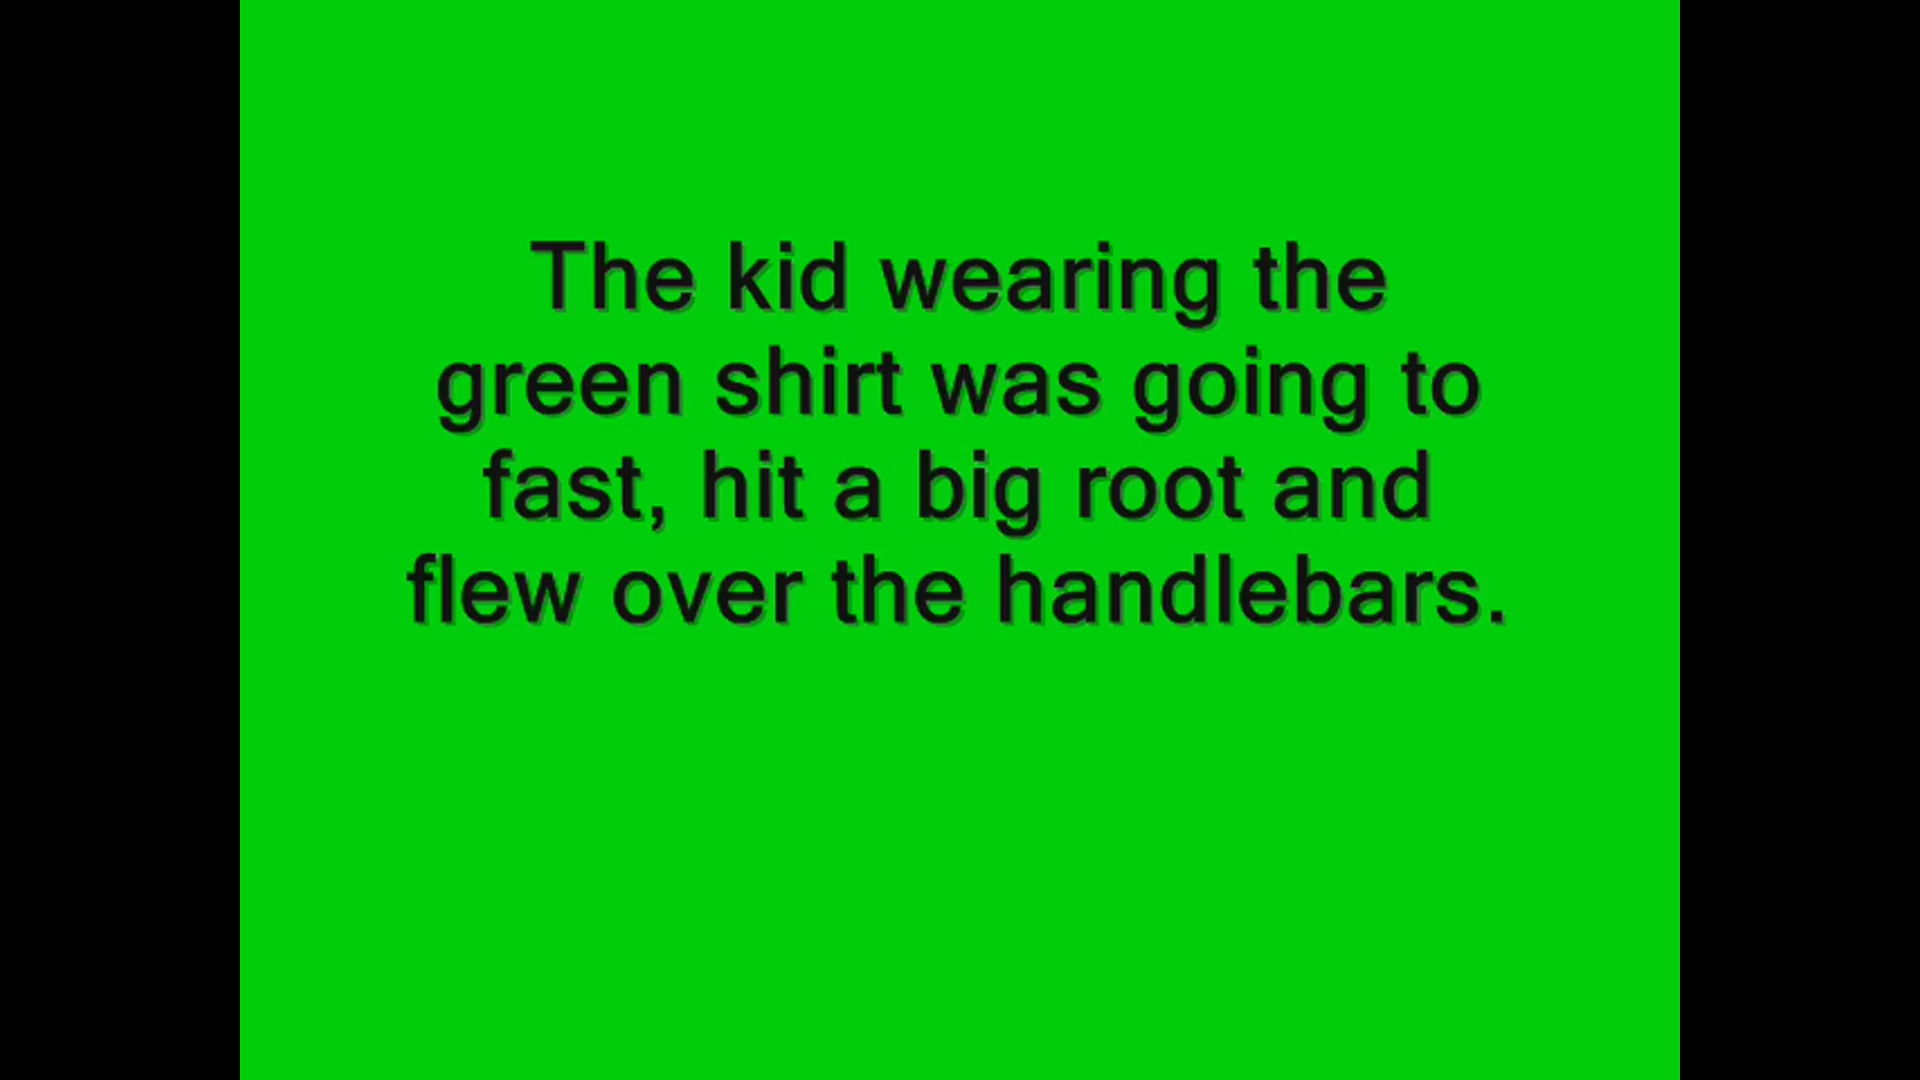 The kid wearing the
green shirt was going to
fast, hit a big root and
flew over the handlebars.